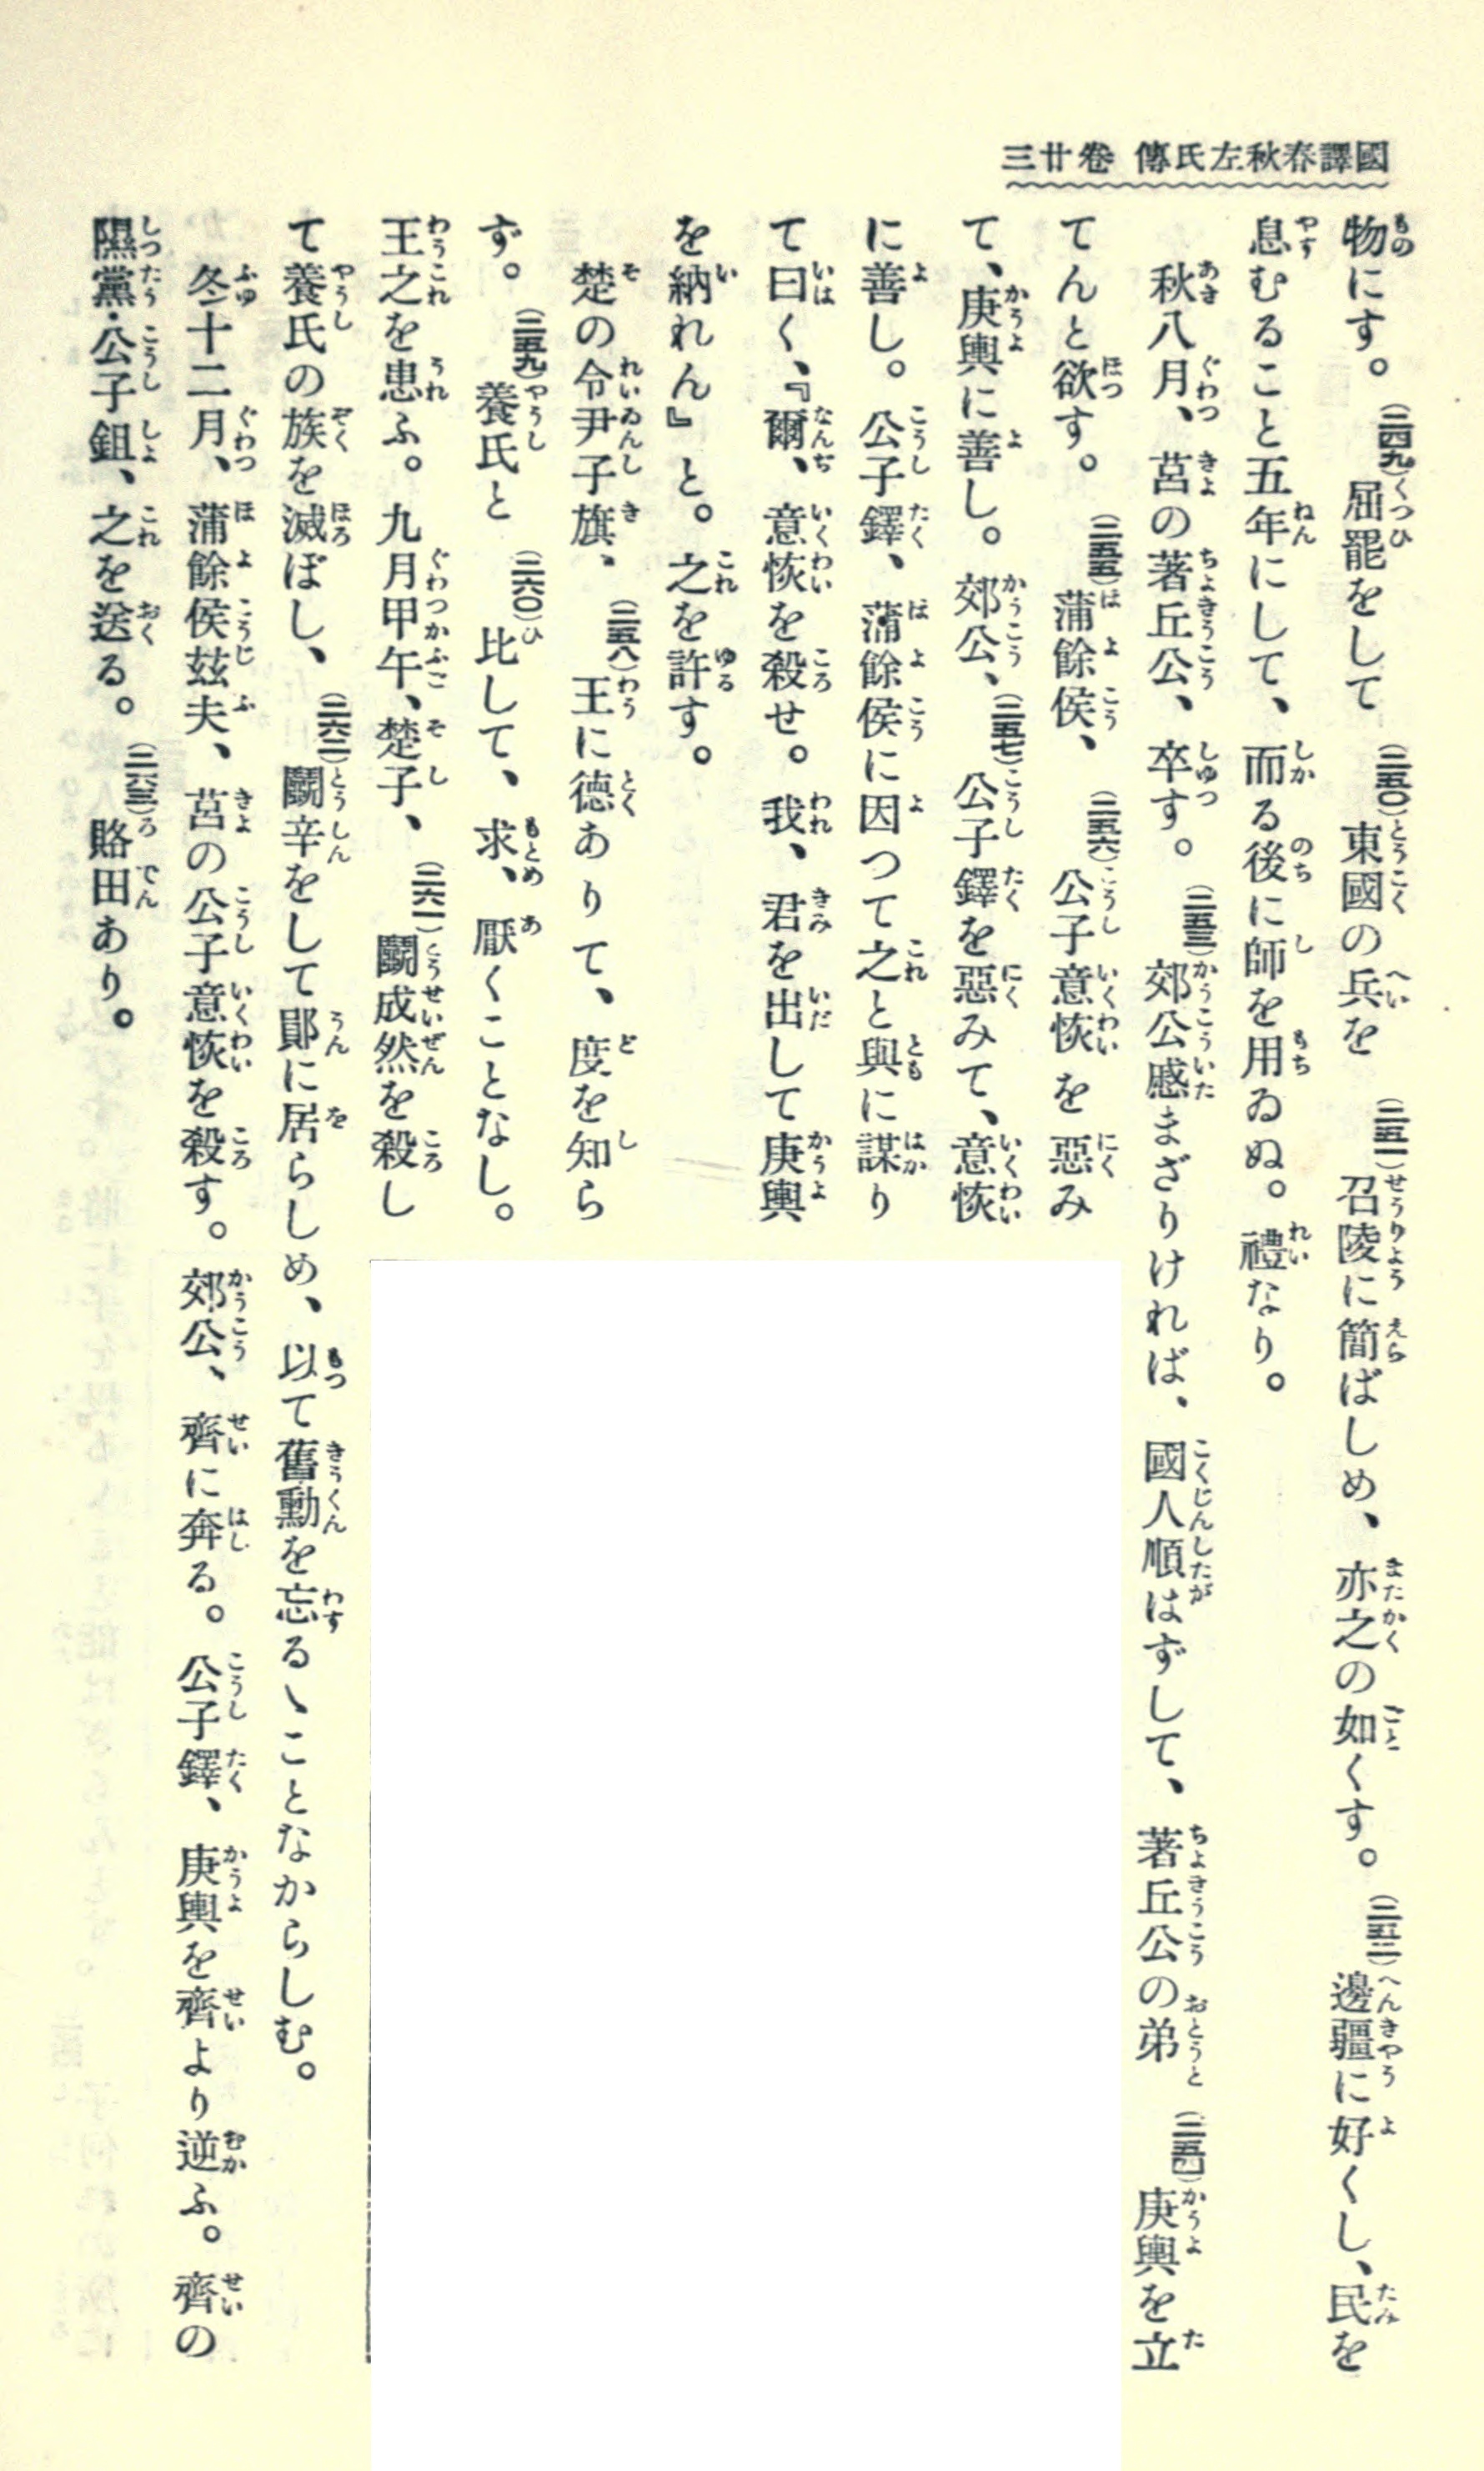 國譯春秋左氏傳 卷廿三
物にす。(二四九)屈罷をして(二五〇)東國の兵を(二五一)召陵に簡ばしめ、亦之の如くす。(二五二)邊疆に好くし、民を
息むること五年にして、而る後に師を用ゐぬ。禮なり。
秋八月、莒の著丘公、卒す。(二五三)郊公慼まざりければ、國人順はずして、著丘公の弟(二五四)庚輿を立
てんと欲す。(二五五)蒲餘侯、(二五六)公子意恢を惡み
て、庚輿に善し。郊公、(二五七)公子鐸を惡みて、意恢
に善し。公子鐸、蒲餘侯に因つて之と與に謀り
て曰く、『爾、意恢を殺せ。我、君を出して庚輿
を納れん』と。之を許す。
楚の令尹子旗、(二五八)王に德ありて、度を知ら
ず。(二五九)養氏と(二六〇)比して、求、厭くことなし。
王之を患ふ。九月甲午、楚子、(二六一)鬭成然を殺し
て養氏の族を滅ぼし、(二六二)鬭辛をして鄖に居らしめ、以て舊勳を忘るゝことなからしむ。
冬十二月、蒲餘侯玆夫、莒の公子意恢を殺す。郊公、齊に奔る。公子鐸、庚輿を齊より逆ふ。齊の
隰黨・公子鉏、之を送る。(二六三)賂田あり。